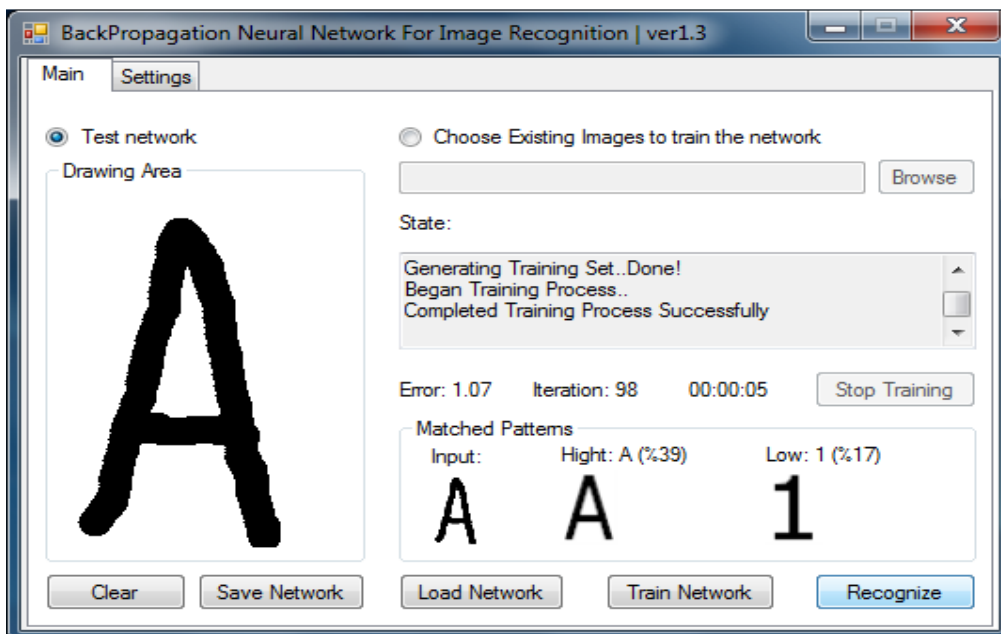 BackPropagation Neural Network For Image Recognition | ver1.3
Main Settings
Test network
Choose Existing Images to train the network
Drawing Area
Browse
A
State:
Generating Training Set..Done!
Began Training Process..
Completed Training Process Successfully
Error: 1.07 Iteration: 98 00:00:05 Stop Training
Matched Patterns
Input: Hight: A (%39) Low: 1 (%17)
A A 1
Clear Save Network Load Network Train Network Recognize